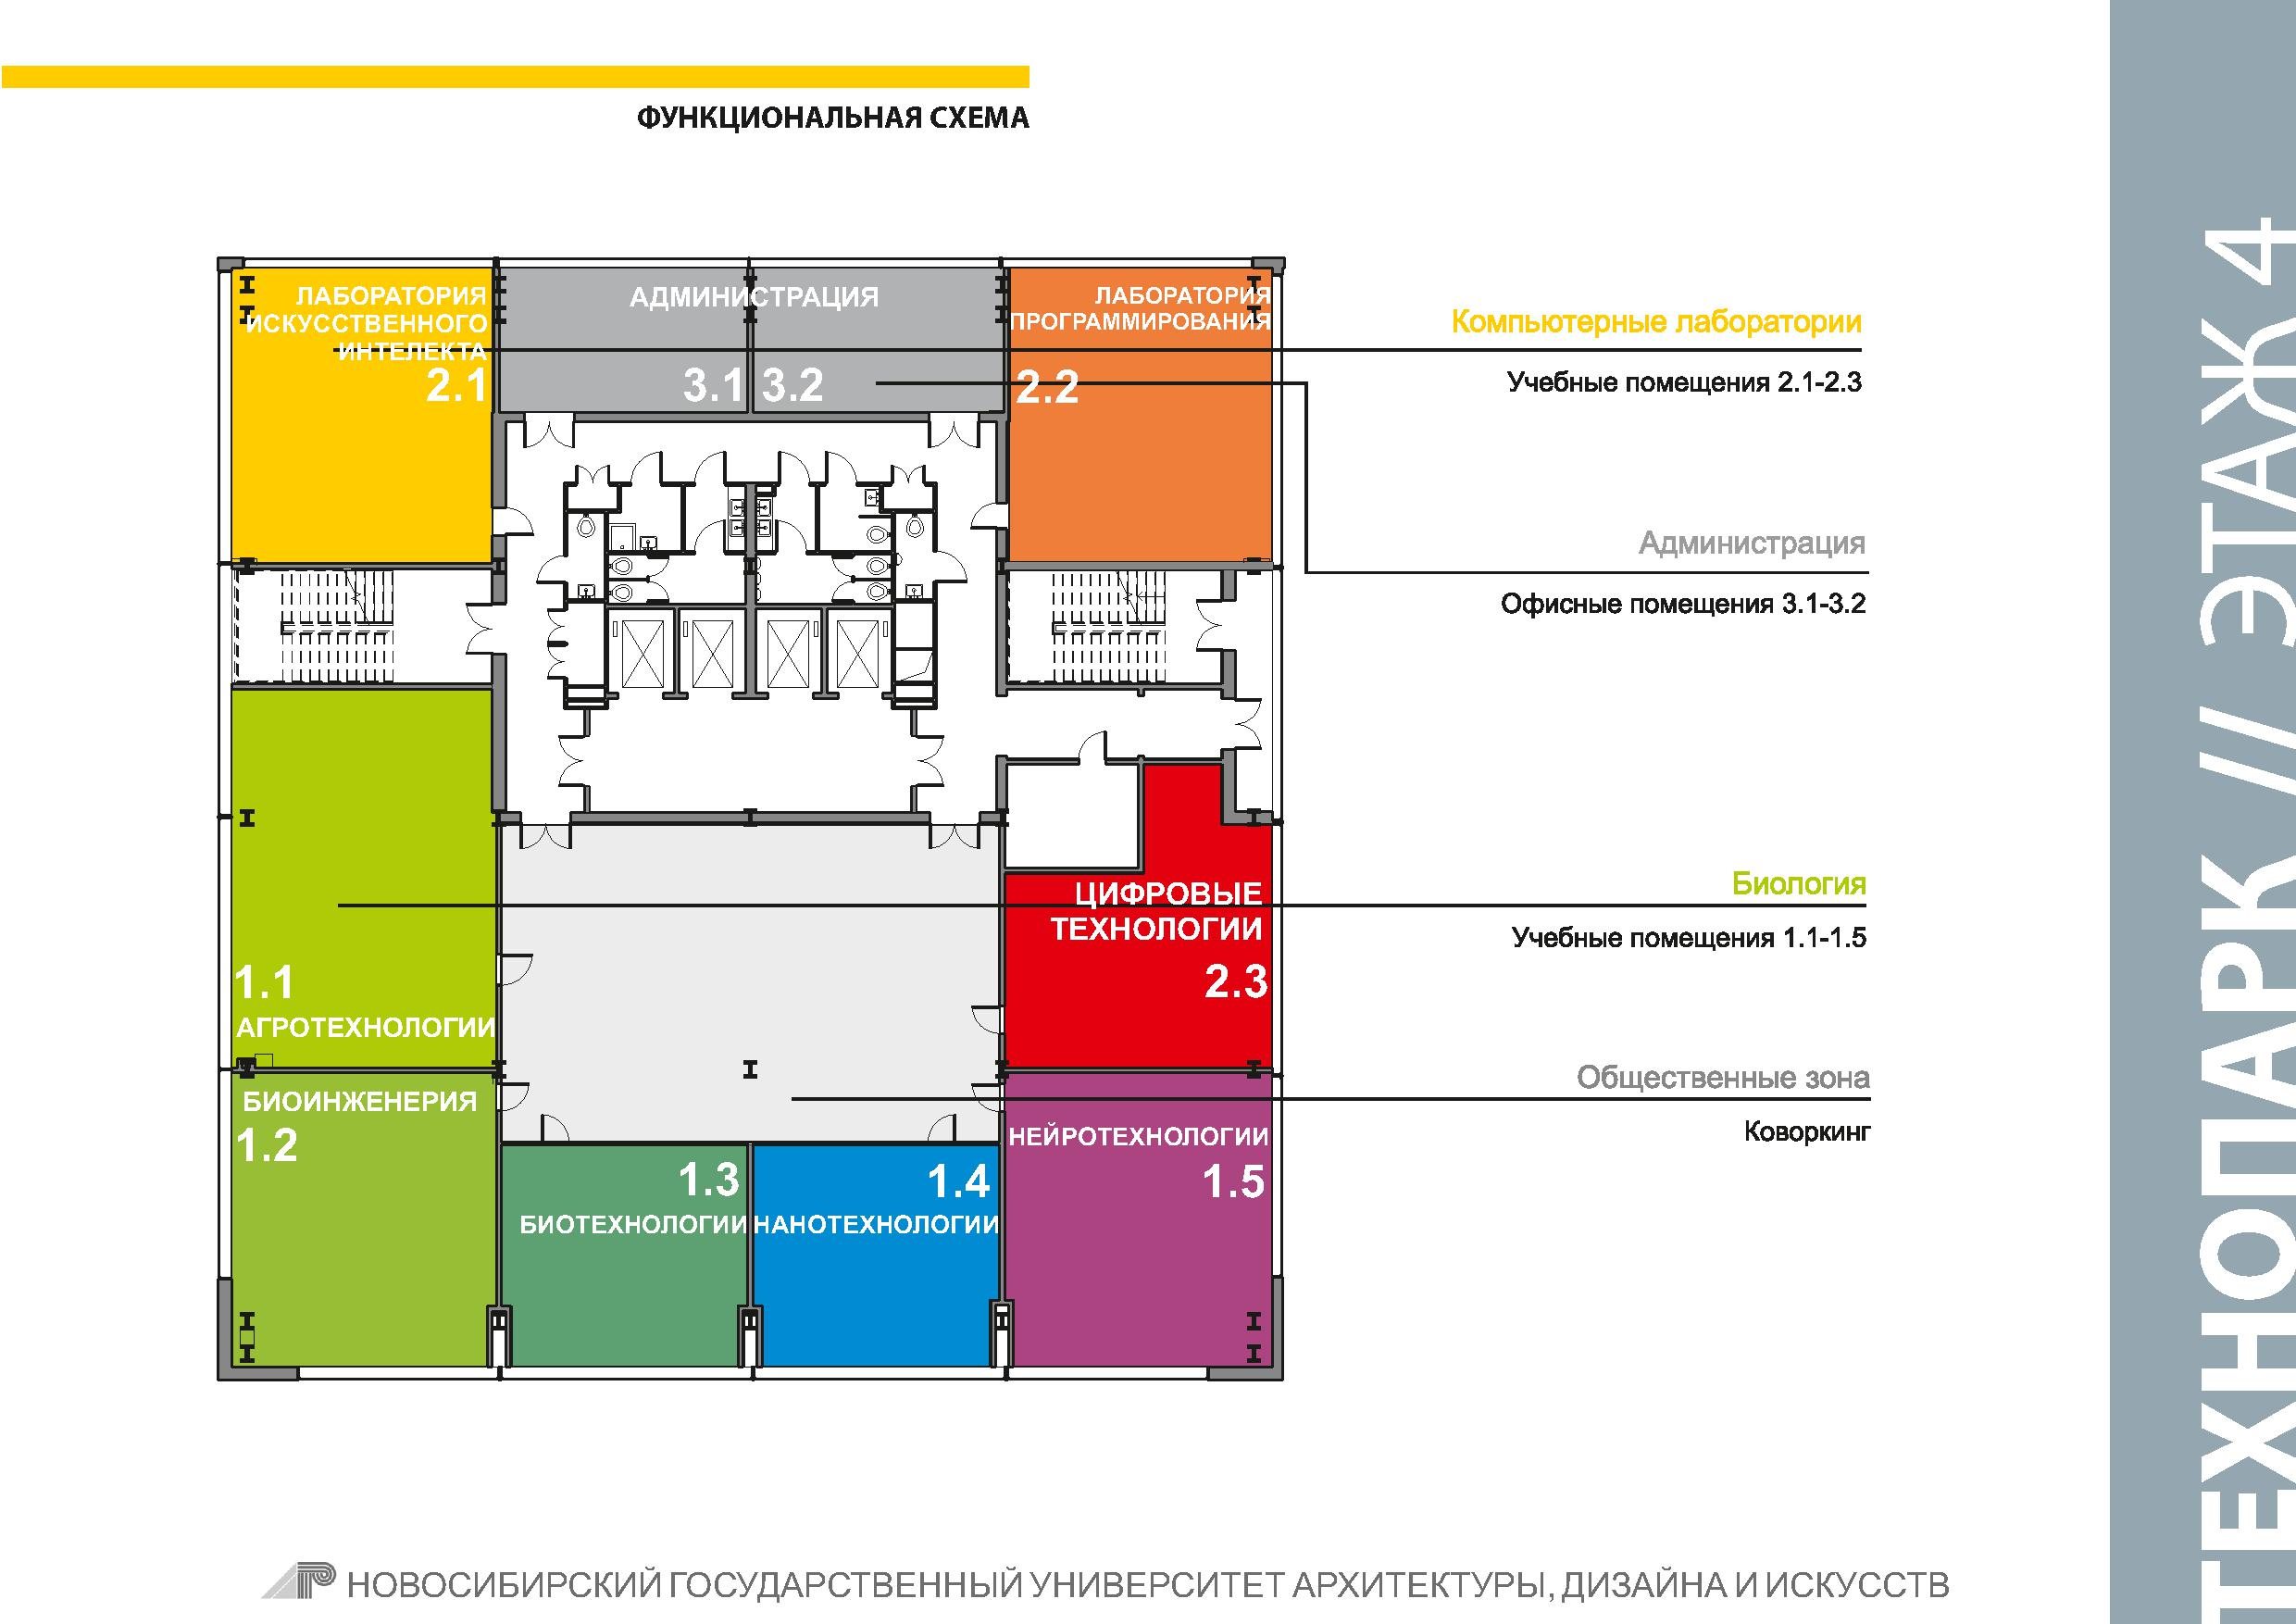 ФУНКЦИОНАЛЬНАЯ СХЕМА
ЛАБОРАТОРИЯ
ИСКУССТВЕННОГО
ИНТЕЛЕКТА
2.1
АДМИНИСТРАЦИЯ
3.1 3.2
ЛАБОРАТОРИЯ
ПРОГРАММИРОВАНИЯ
2.2
Компьютерные лаборатории
Учебные помещения 2.1-2.3
Администрация
Офисные помещения 3.1-3.2
Биология
Учебные помещения 1.1-1.5
Общественные зона
Коворкинг
ЦИФРОВЫЕ
ТЕХНОЛОГИИ
2.3
1.1
АГРОТЕХНОЛОГИИ
БИОИНЖЕНЕРИЯ
1.2
1.3
БИОТЕХНОЛОГИИ
1.4
НАНОТЕХНОЛОГИИ
НЕЙРОТЕХНОЛОГИИ
1.5
ТЕХНОПАРК // ЭТАЖ 4
НОВОСИБИРСКИЙ ГОСУДАРСТВЕННЫЙ УНИВЕРСИТЕТ АРХИТЕКТУРЫ, ДИЗАЙНА И ИСКУССТВ